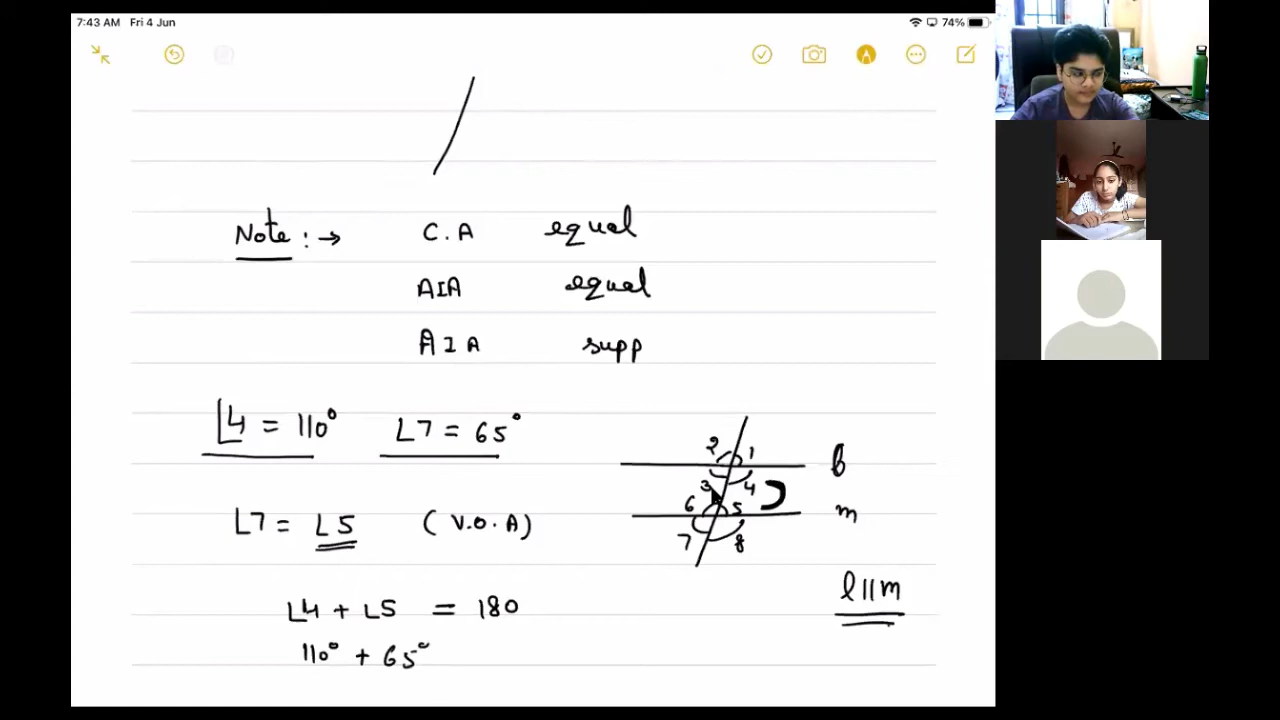 7:43 AM Fri 4 Jun
74%
Note : → C.A equal
AIA equal
AIA supp
∠4 = 110° ∠7 = 65°
∠7 = ∠5 (V.O.A)
∠4 + ∠5 = 180
110° + 65°
2 1
l
3 4
6 5
m
7 8
l||m